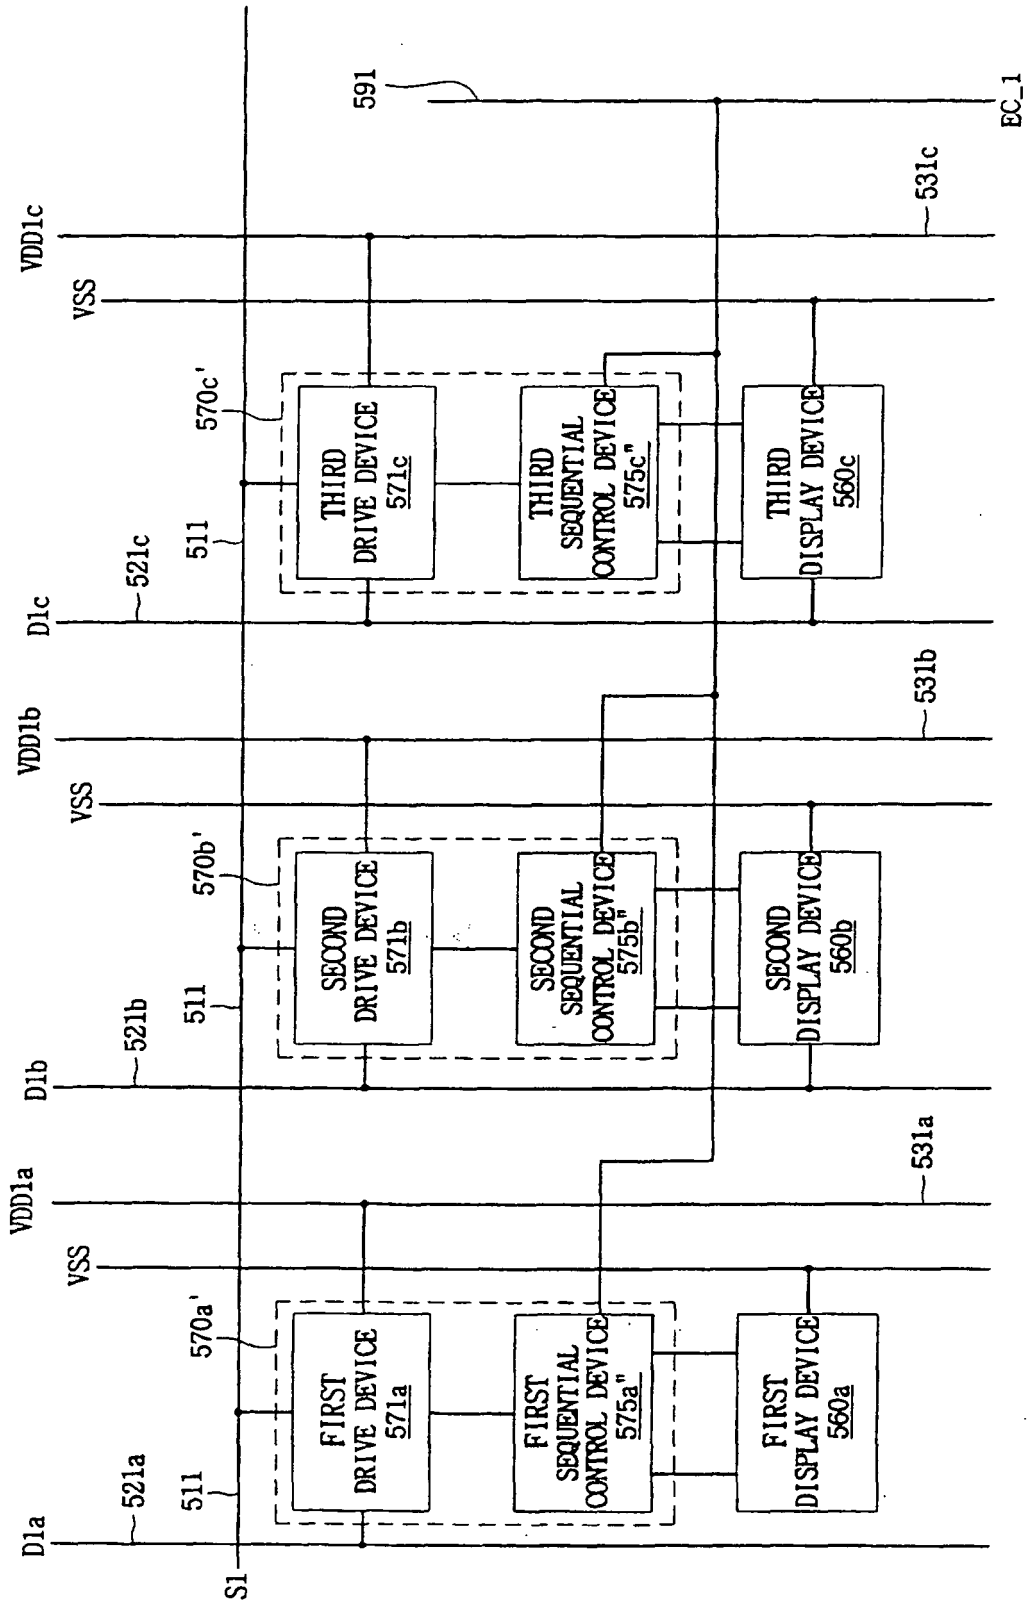 D1a
VSS
VDD1a
D1b
VSS
VDD1b
D1c
VSS
VDD1c
521a
521b
521c
S1
511
511
511
570a'
570b'
570c'
591
FIRST
DRIVE DEVICE
571a
SECOND
DRIVE DEVICE
571b
THIRD
DRIVE DEVICE
571c
FIRST
SEQUENTIAL
CONTROL DEVICE
575a"
SECOND
SEQUENTIAL
CONTROL DEVICE
575b"
THIRD
SEQUENTIAL
CONTROL DEVICE
575c"
FIRST
DISPLAY DEVICE
560a
SECOND
DISPLAY DEVICE
560b
THIRD
DISPLAY DEVICE
560c
531a
531b
531c
EC_1